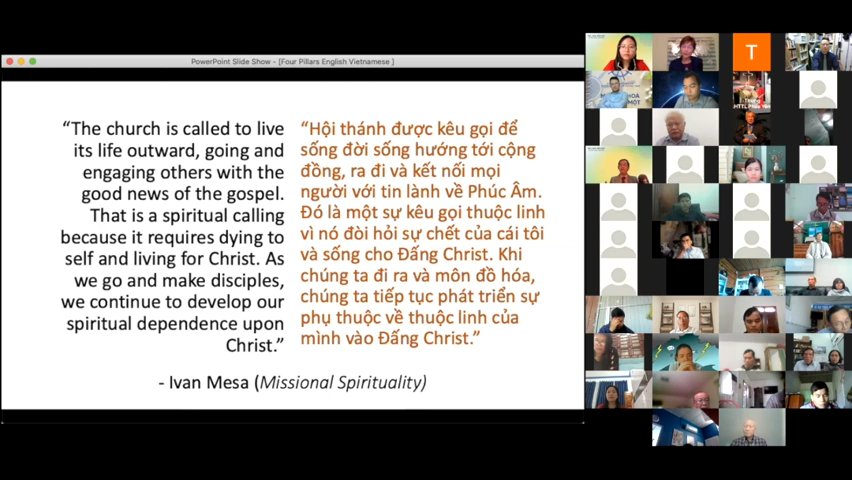 PowerPoint Slide Show - [Four Pillars English Vietnamese ]
“The church is called to live
its life outward, going and
engaging others with the
good news of the gospel.
That is a spiritual calling
because it requires dying to
self and living for Christ. As
we go and make disciples,
we continue to develop our
spiritual dependence upon
Christ.”
“Hội thánh được kêu gọi để
sống đời sống hướng tới cộng
đồng, ra đi và kết nối mọi
người với tin lành về Phúc Âm.
Đó là một sự kêu gọi thuộc linh
vì nó đòi hỏi sự chết của cái tôi
và sống cho Đấng Christ. Khi
chúng ta đi ra và môn đồ hóa,
chúng ta tiếp tục phát triển sự
phụ thuộc về thuộc linh của
mình vào Đấng Christ.”
- Ivan Mesa (Missional Spirituality)
T